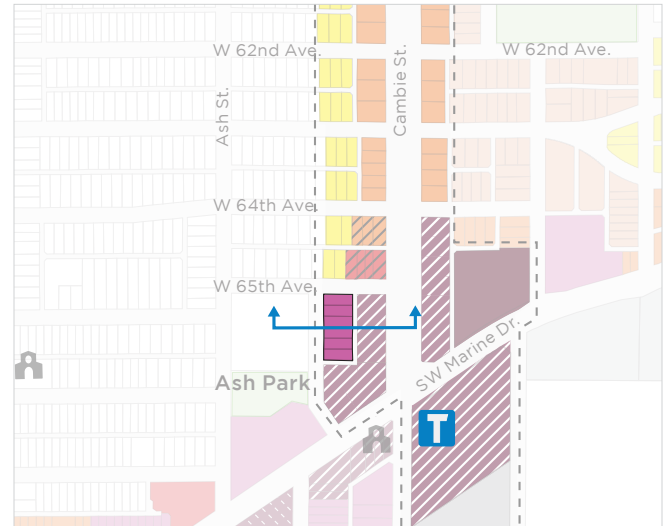 W 62nd Ave.
W 62nd Ave.
Ash St.
Cambie St.
W 64th Ave.
W 65th Ave.
SW Marine Dr.
Ash Park
T